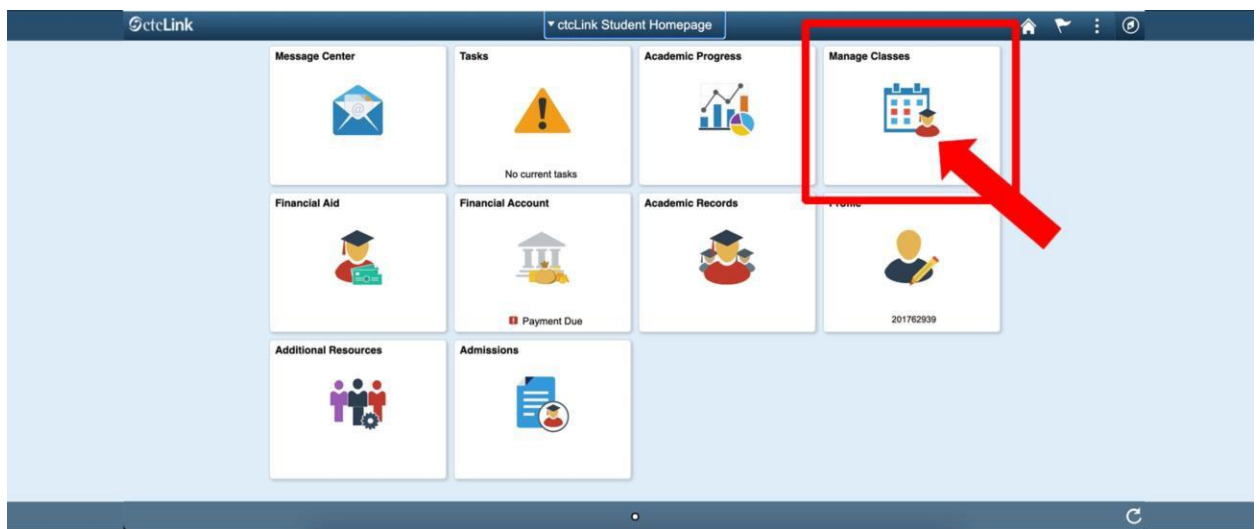 ctcLink
ctcLink Student Homepage
Message Center
Tasks
Academic Progress
Manage Classes
@
No current tasks
Financial Aid
Financial Account
Academic Records
Profile
Payment Due
201762939
Additional Resources
Admissions